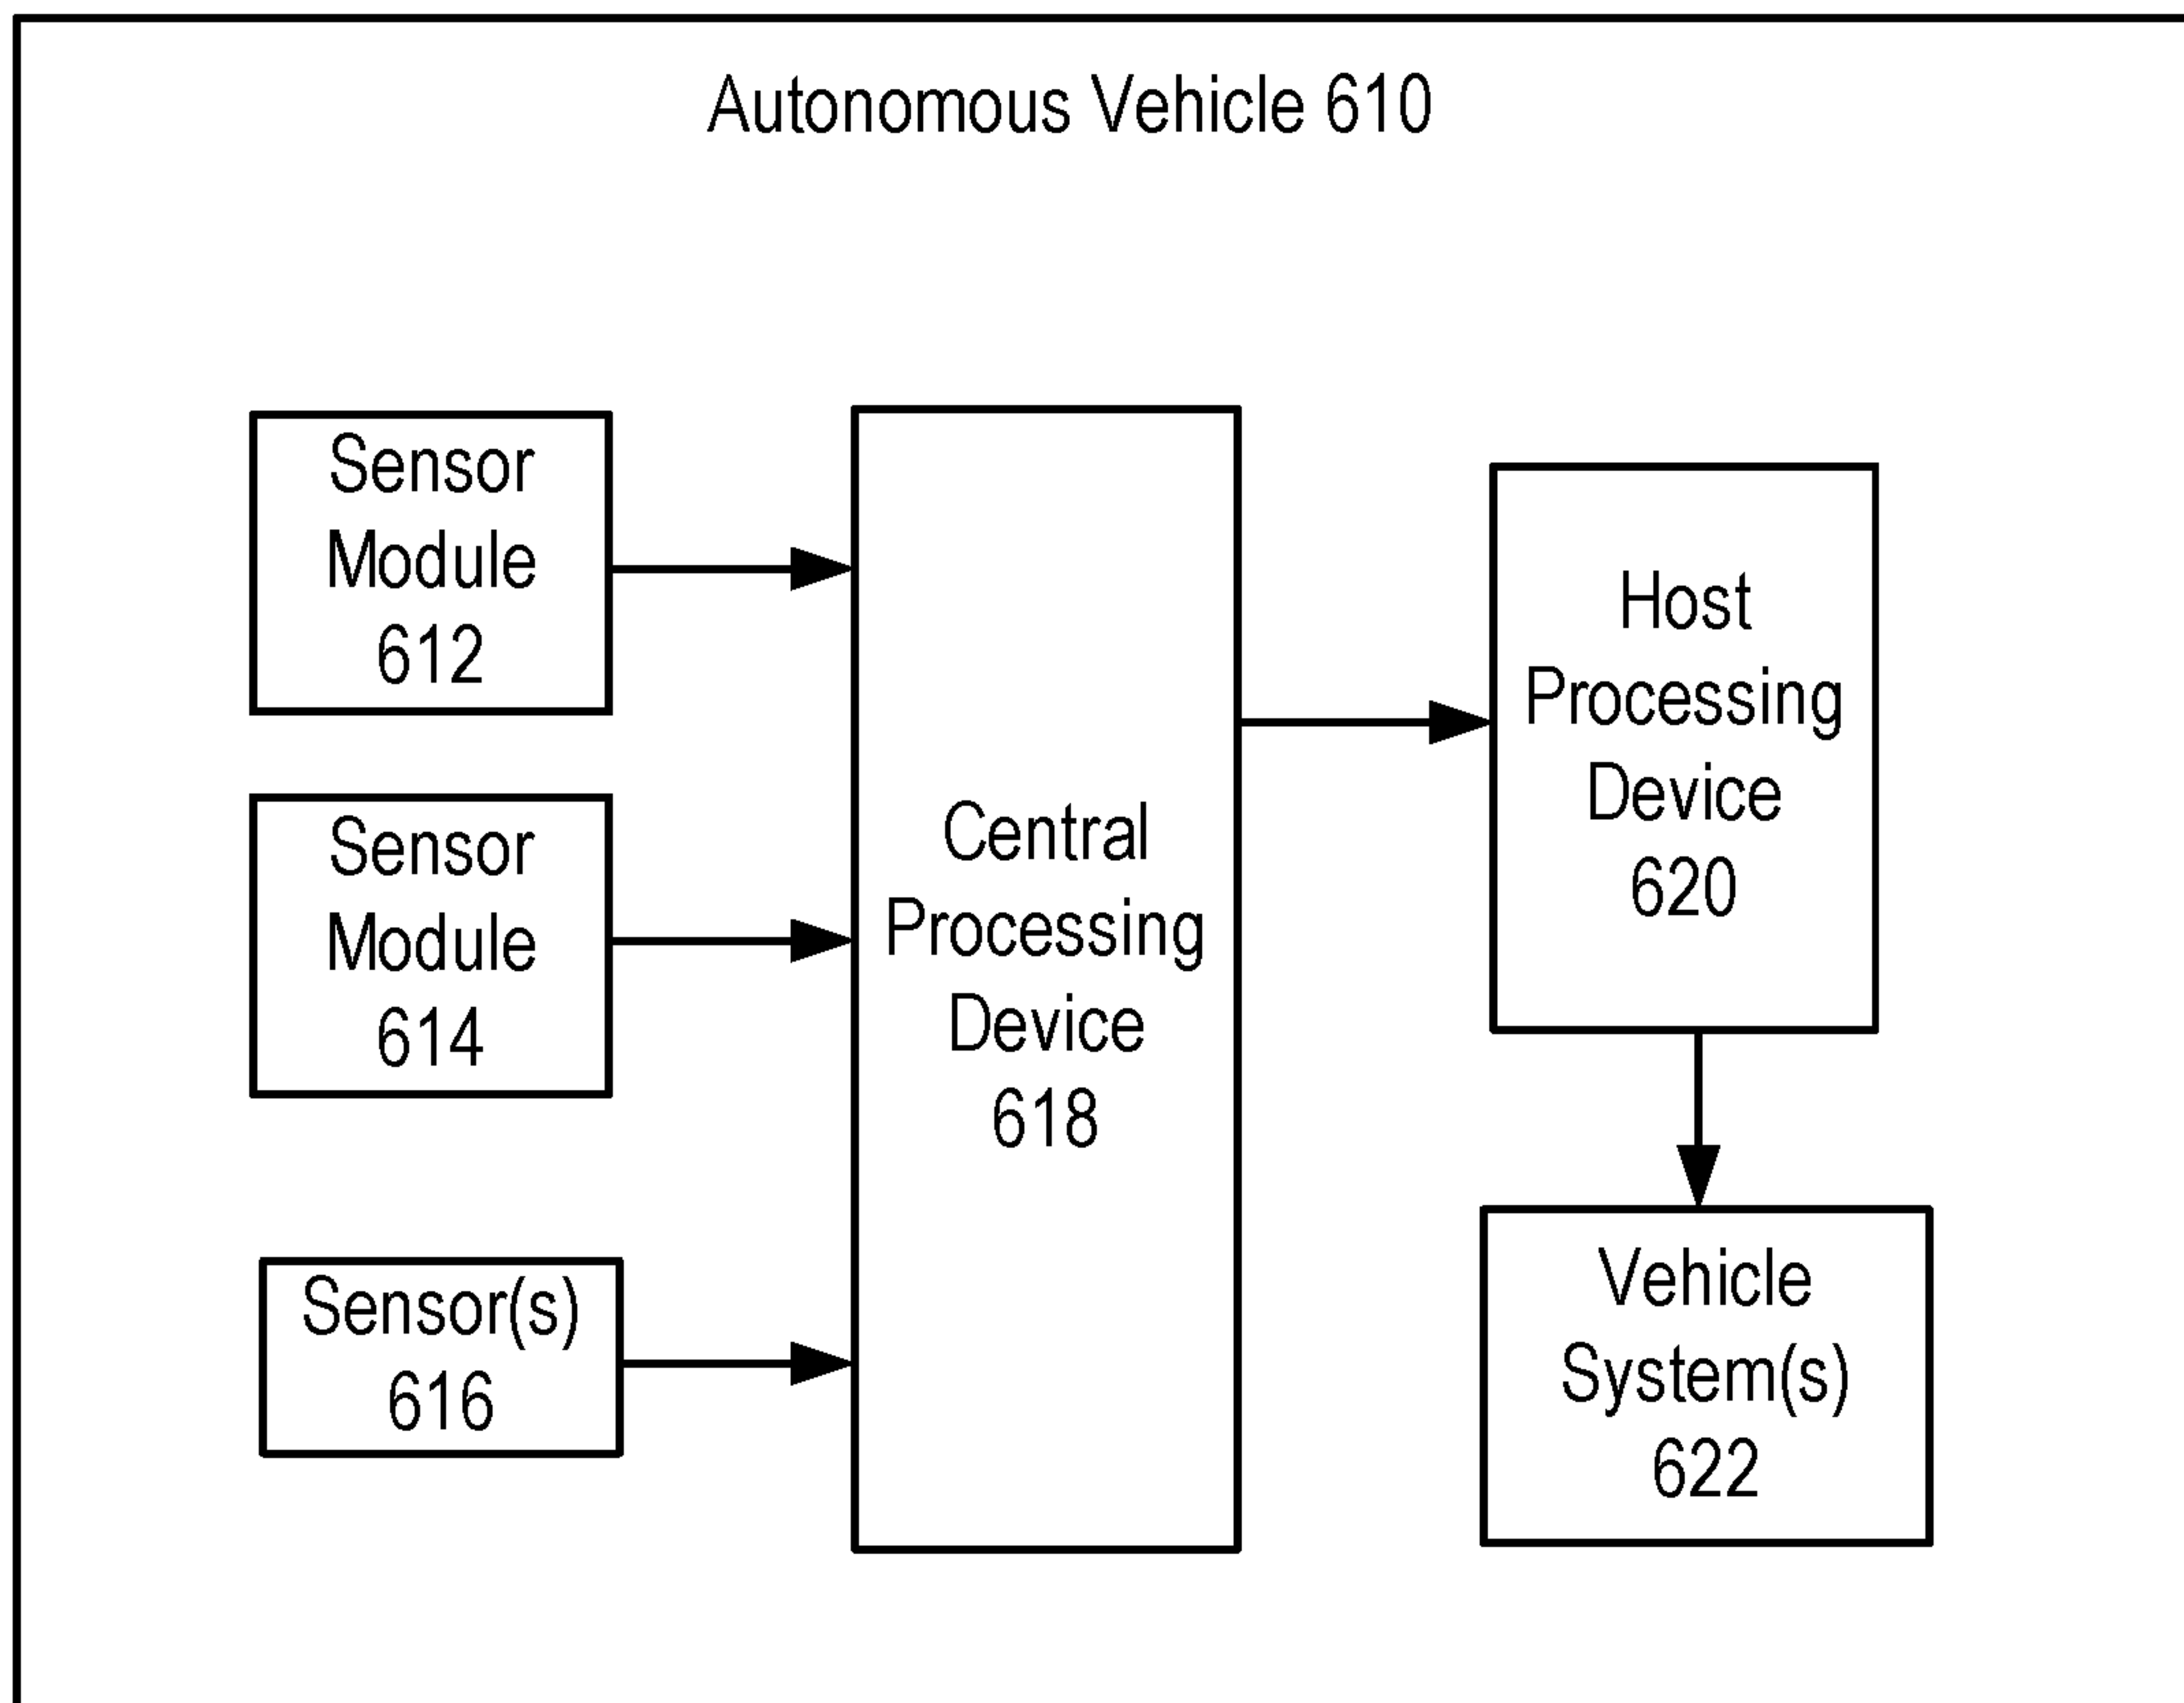 Autonomous Vehicle 610
Sensor
Module
612
Sensor
Module
614
Sensor(s)
616
Central
Processing
Device
618
Host
Processing
Device
620
Vehicle
System(s)
622